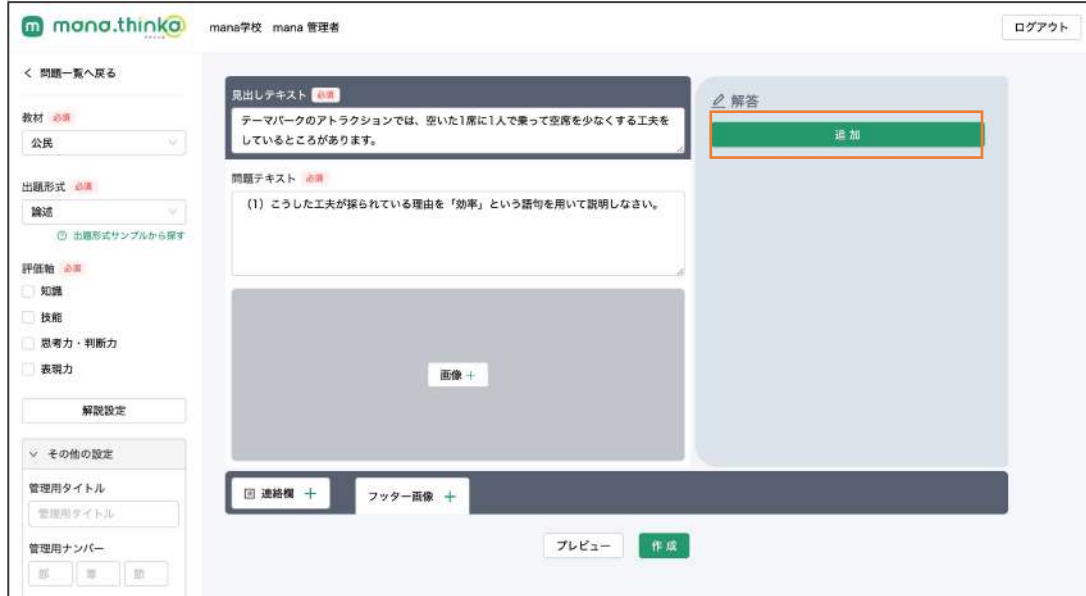 mana.thinka
mana学校 mana 管理者
ログアウト
問題一覧へ戻る
教材 必須
公民
出題形式 必須
論述
出題形式サンプルから探す
評価軸 必須
知識
技能
思考力・判断力
表現力
解説設定
その他の設定
管理用タイトル
管理用タイトル
管理用ナンバー
部 章 節
見出しテキスト 必須
テーマパークのアトラクションでは、空いた1席に1人で乗って空席を少なくする工夫を
しているところがあります。
問題テキスト 必須
(1)こうした工夫が採られている理由を「効率」という語句を用いて説明しなさい。
画像 +
解答
追加
連絡欄 +
フッター画像 +
プレビュー
作成